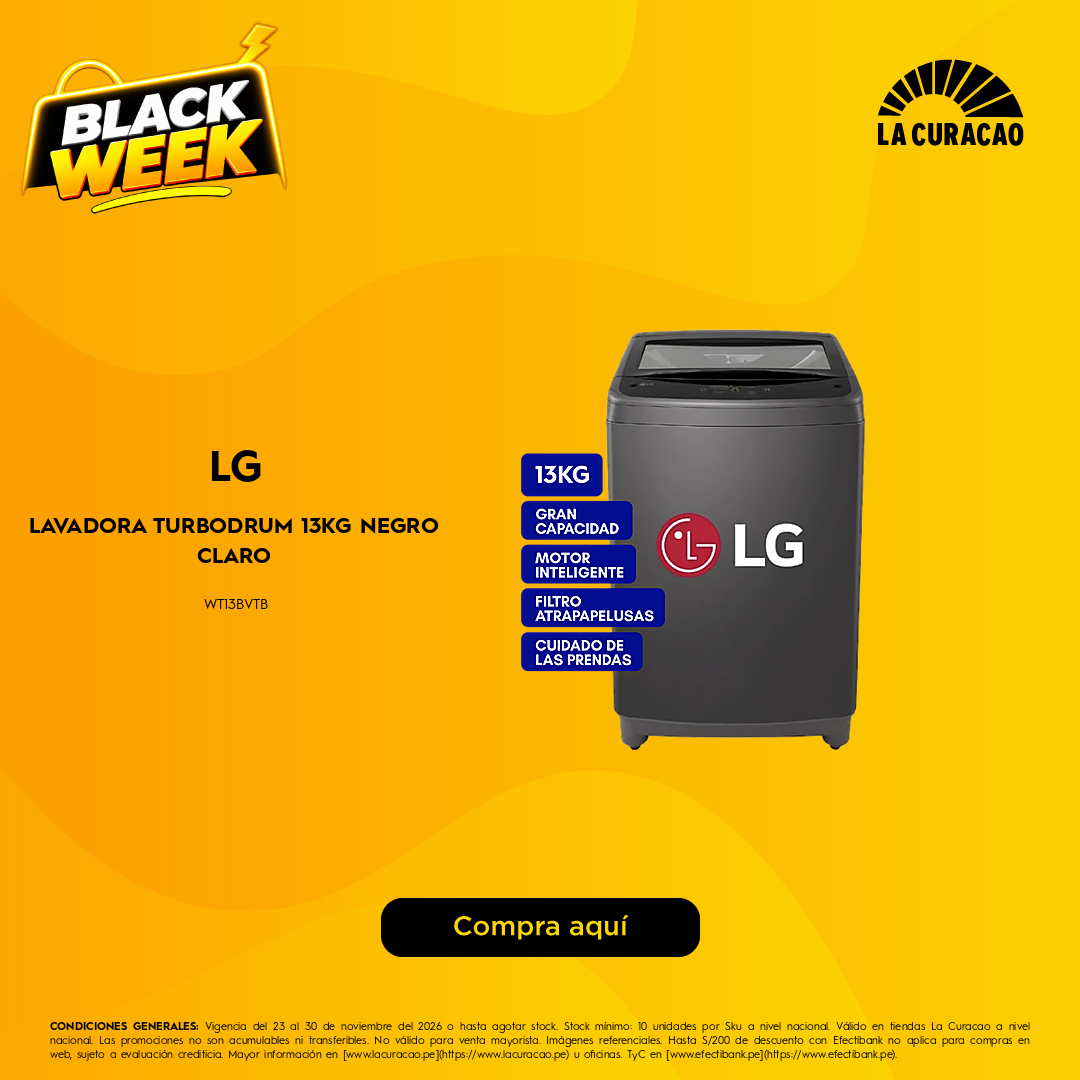 BLACK
WEEK
LA CURACAO
LG
LAVADORA TURBODRUM 13KG NEGRO
CLARO
WT13BVTB
13KG
GRAN
CAPACIDAD
MOTOR
INTELIGENTE
FILTRO
ATRAPAPELUSAS
CUIDADO DE
LAS PRENDAS
LG
Compra aquí
CONDICIONES GENERALES: Vigencia del 23 al 30 de noviembre del 2026 o hasta agotar stock. Stock mínimo: 10 unidades por Sku a nivel nacional. Válido en tiendas La Curacao a nivel
nacional. Las promociones no son acumulables ni transferibles. No válido para venta mayorista. Imágenes referenciales. Hasta S/200 de descuento con Efectibank no aplica para compras en
web, sujeto a evaluación crediticia. Mayor información en [www.lacuracao.pe](https://www.lacuracao.pe) u oficinas. TyC en [www.efectibank.pe](https://www.efectibank.pe).